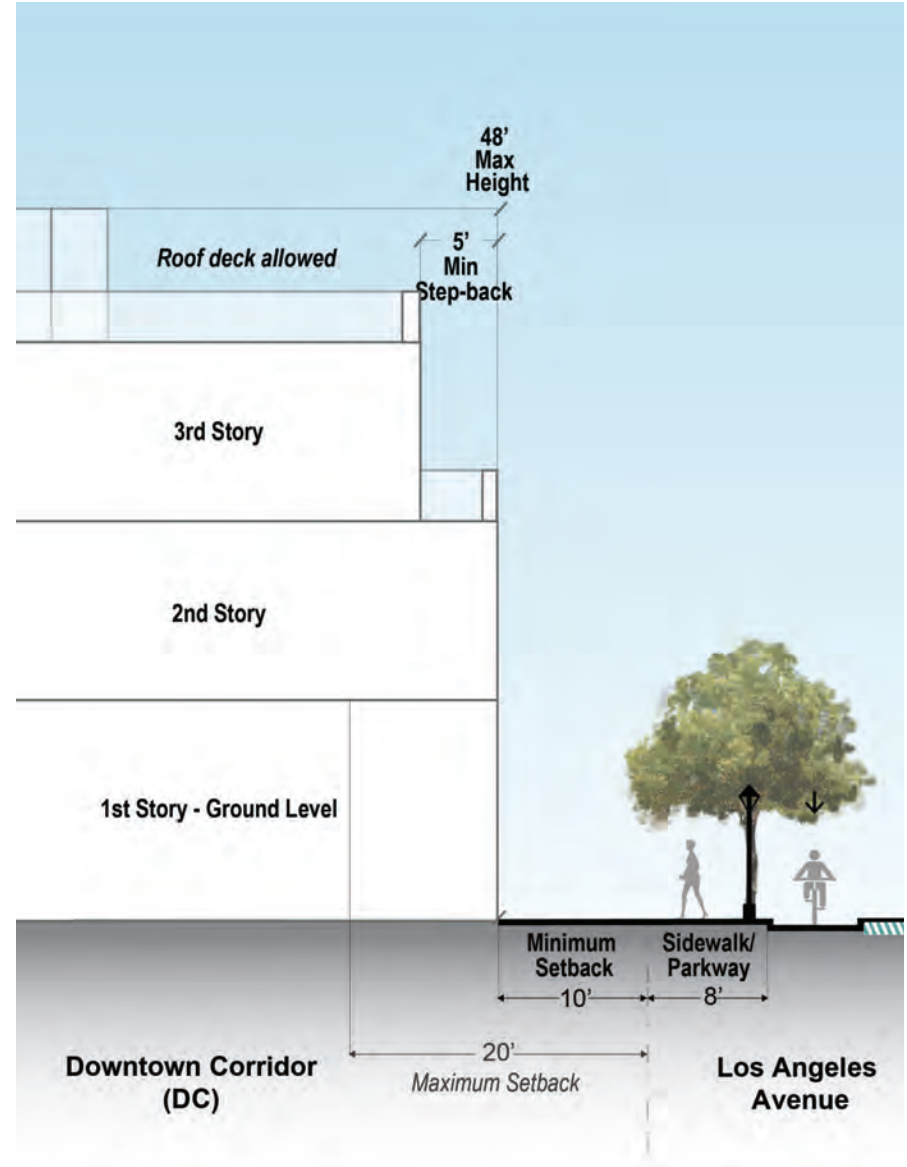 48’
Max
Height
5’
Min
Step-back
Roof deck allowed
3rd Story
2nd Story
1st Story - Ground Level
Minimum
Setback
10’
Sidewalk/
Parkway
8’
20’
Maximum Setback
Downtown Corridor
(DC)
Los Angeles
Avenue